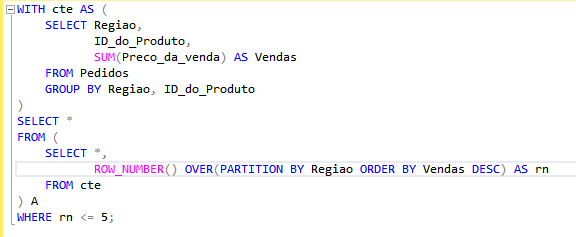 WITH cte AS (
    SELECT Regiao,
           ID_do_Produto,
           SUM(Preco_da_venda) AS Vendas
    FROM Pedidos
    GROUP BY Regiao, ID_do_Produto
)
SELECT *
FROM (
    SELECT *,
           ROW_NUMBER() OVER(PARTITION BY Regiao ORDER BY Vendas DESC) AS rn
    FROM cte
) A
WHERE rn <= 5;